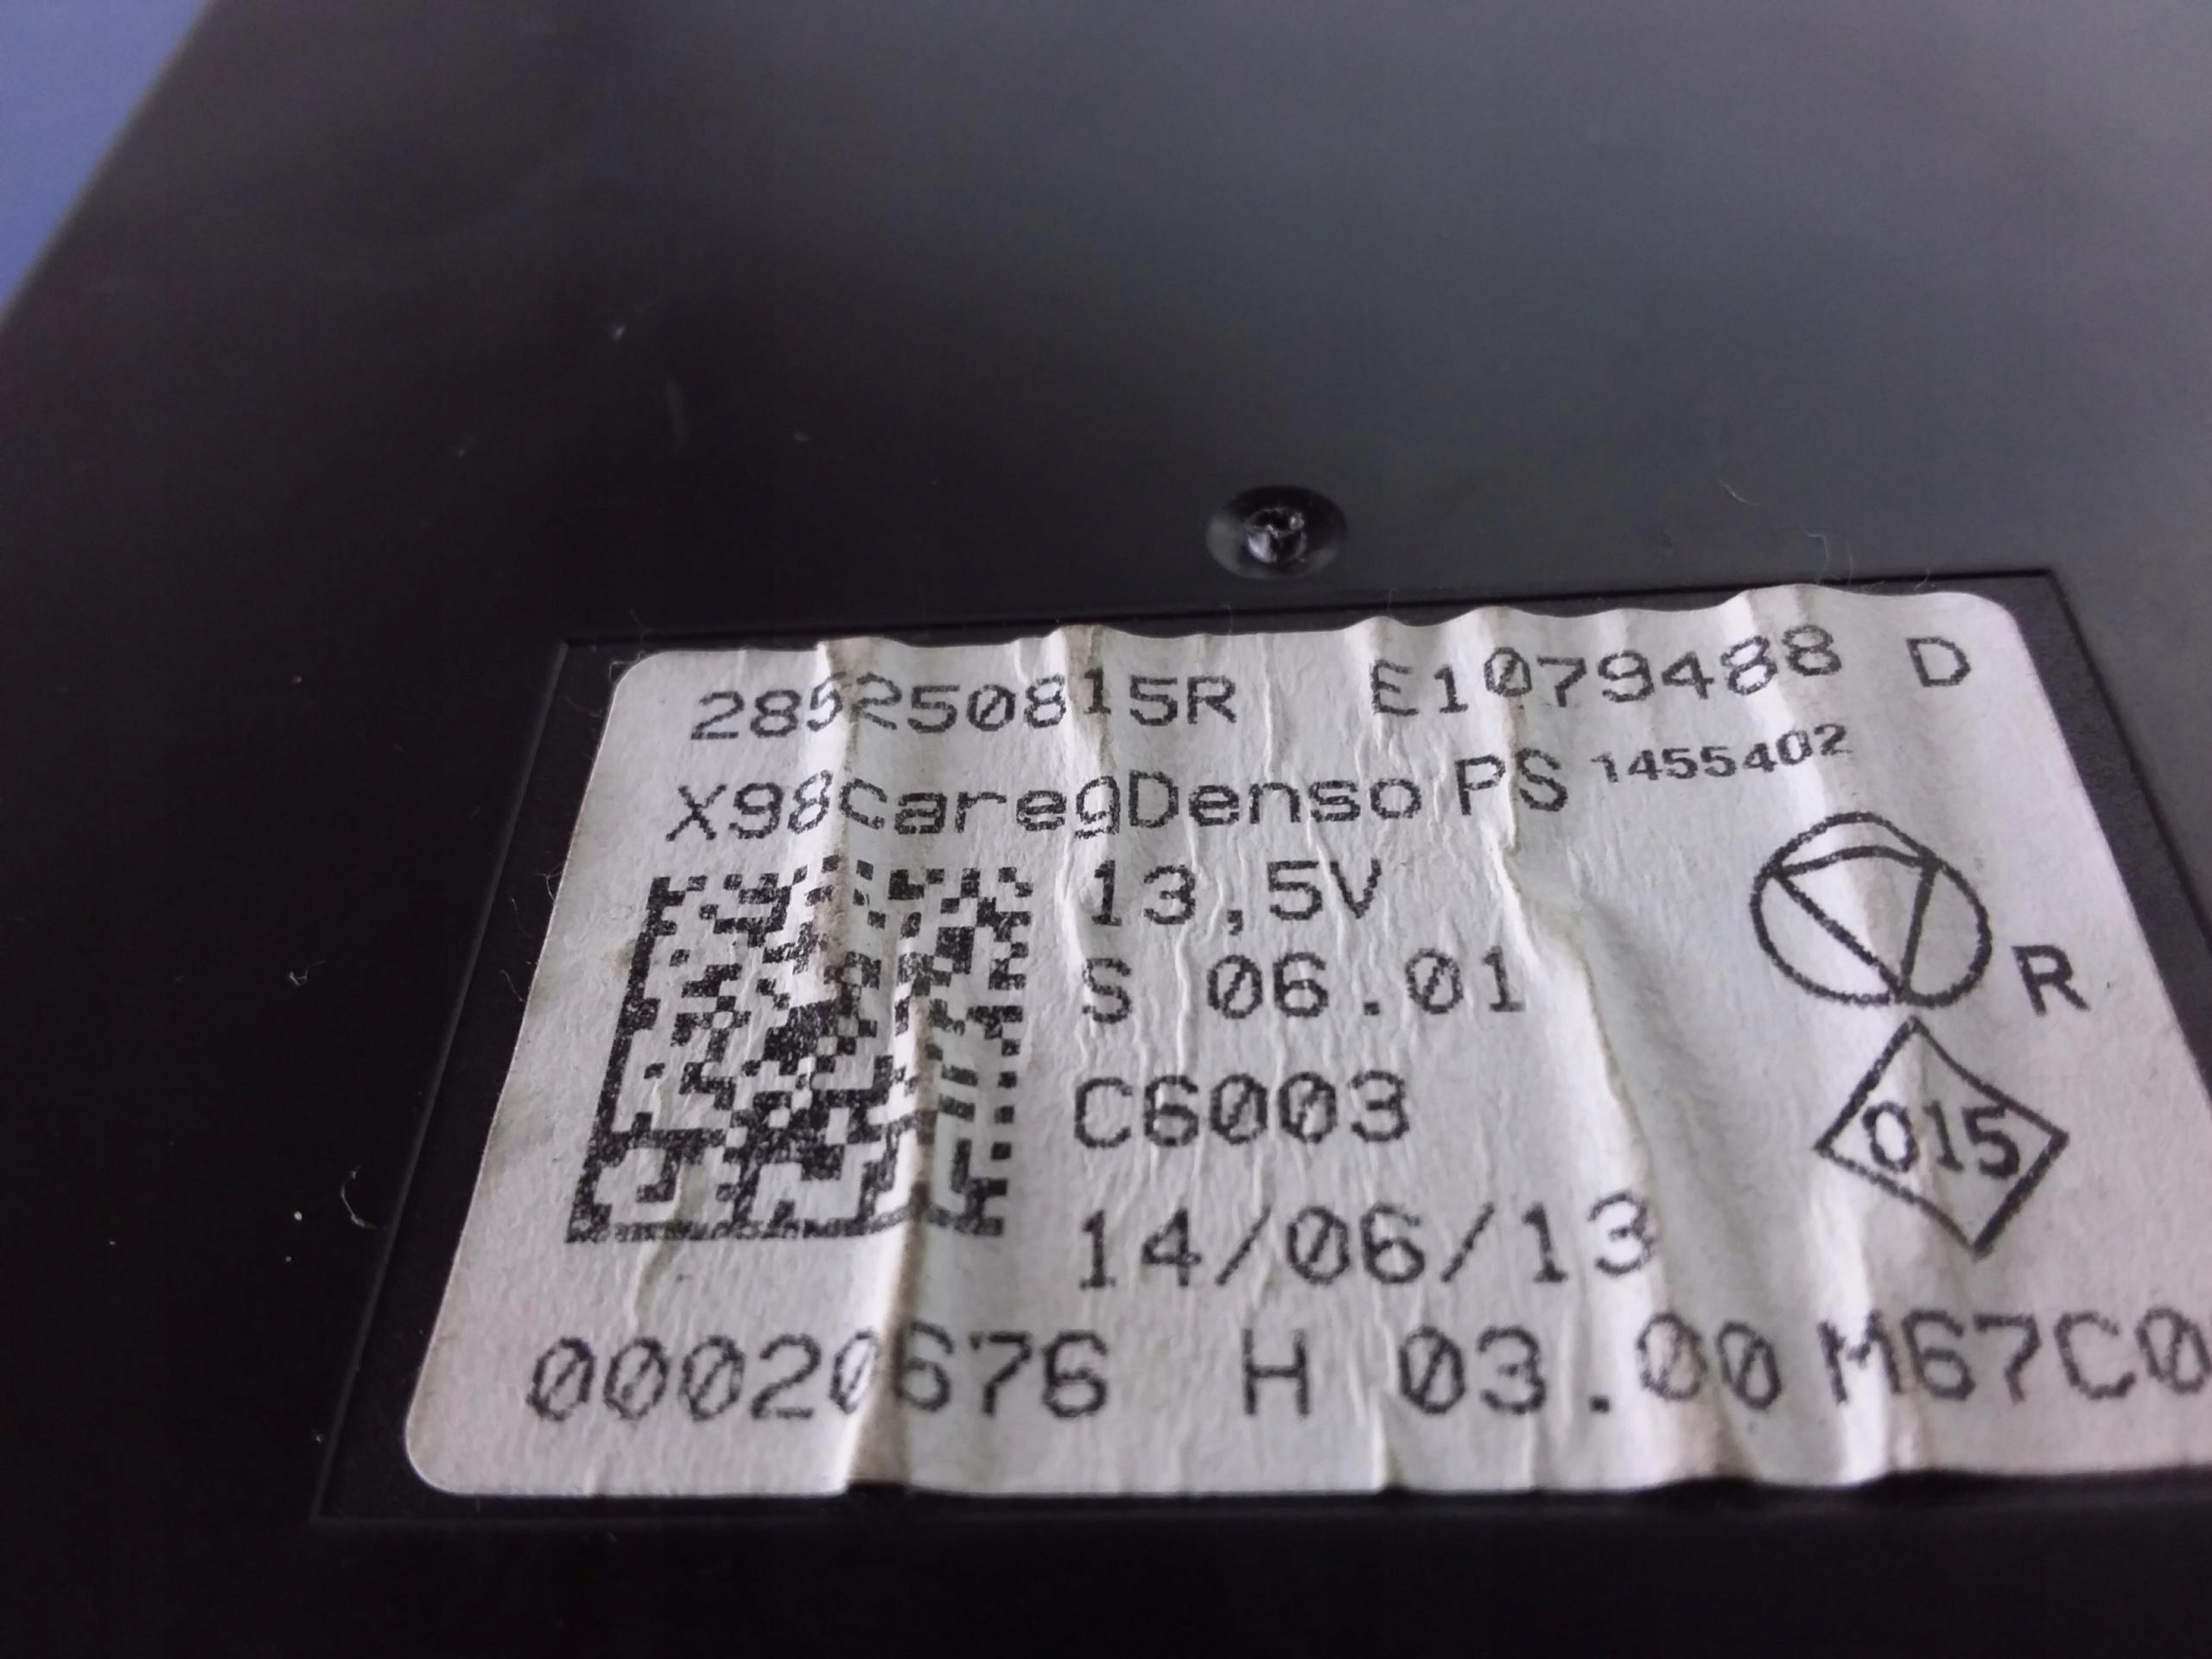 285250815R E1079488 D
X98CaregDenso PS 1455402
13,5V
S 06.01
R
C6003
015
14/06/13
00020676 H 03.00 M67C0